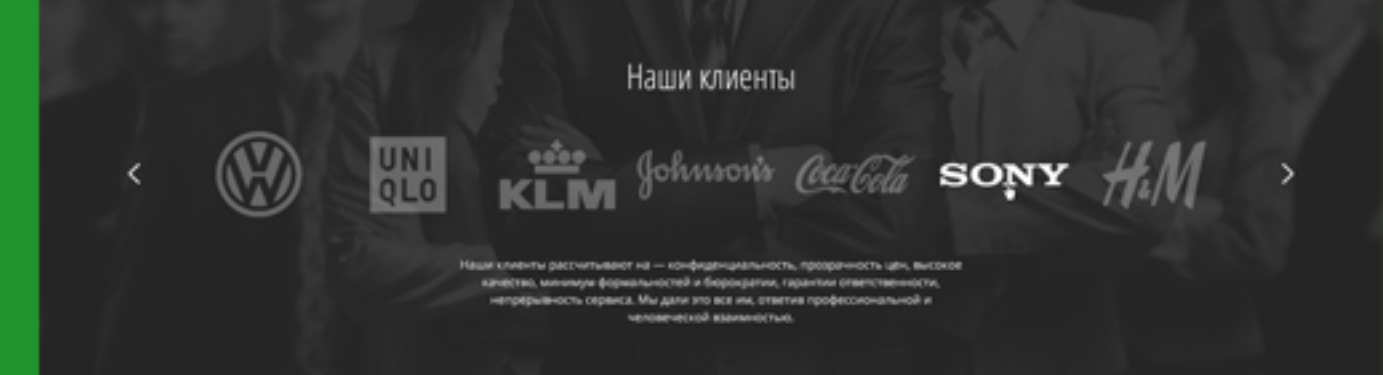 Наши клиенты
VW
UNI
QLO
KLM
Johnson's
Coca-Cola
SONY
H&M
Наши клиенты рассчитывают на — конфиденциальность, прозрачность цен, высокое
качество, минимум формальностей и бюрократии, гарантии ответственности,
непрерывность сервиса. Мы дали это все им, ответив профессиональной и
человеческой взаимностью.